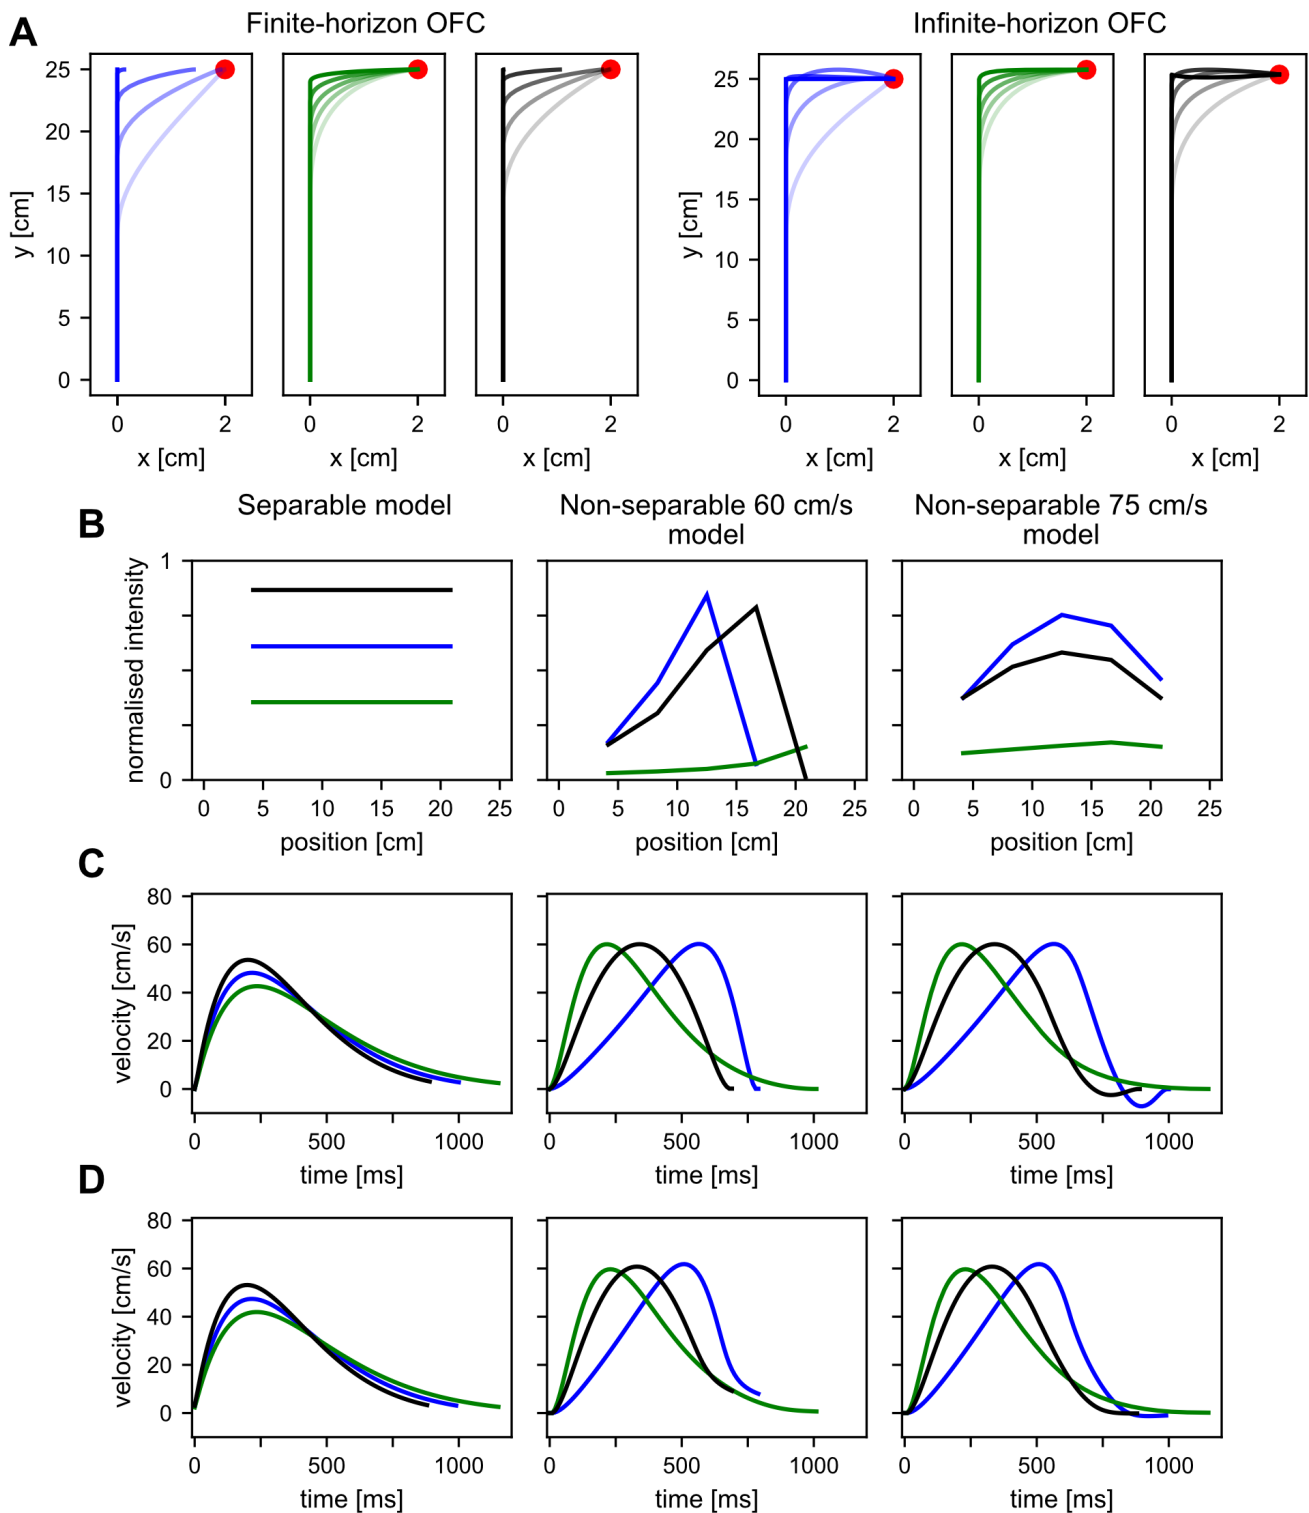 A
Finite-horizon OFC
Infinite-horizon OFC
25
20
15
10
5
0
y [cm]
0 2
x [cm]
0 2
x [cm]
0 2
x [cm]
25
20
15
10
5
0
y [cm]
0 2
x [cm]
0 2
x [cm]
0 2
x [cm]
B
Separable model
Non-separable 60 cm/s
model
Non-separable 75 cm/s
model
1
0
normalised intensity
0 5 10 15 20 25
position [cm]
0 5 10 15 20 25
position [cm]
0 5 10 15 20 25
position [cm]
C
80
60
40
20
0
velocity [cm/s]
0 500 1000
time [ms]
0 500 1000
time [ms]
0 500 1000
time [ms]
D
80
60
40
20
0
velocity [cm/s]
0 500 1000
time [ms]
0 500 1000
time [ms]
0 500 1000
time [ms]